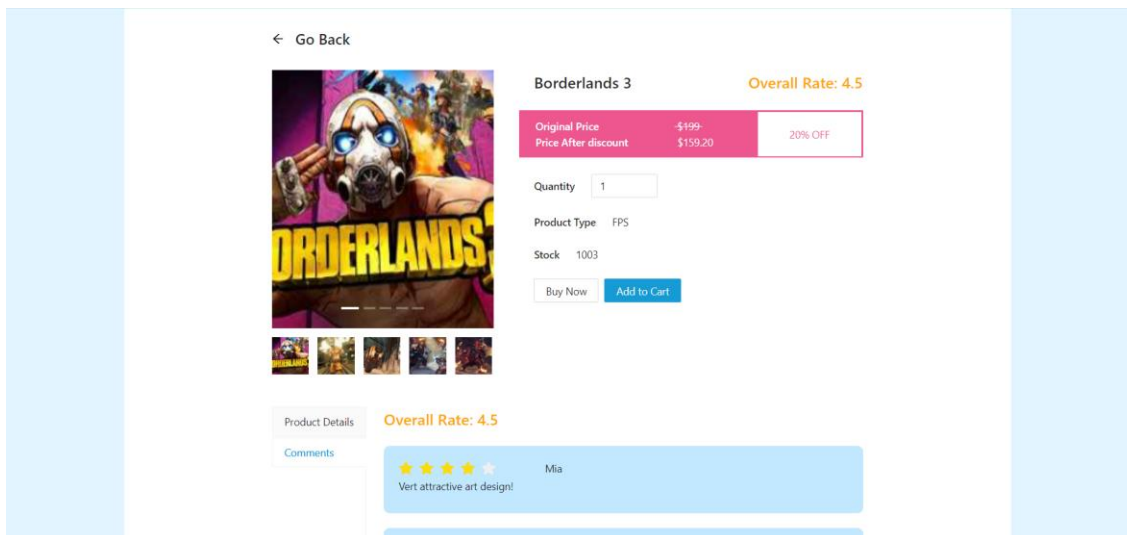 ← Go Back
Borderlands 3
Overall Rate: 4.5
Original Price -$199-
Price After discount $159.20
20% OFF
Quantity 1
Product Type FPS
Stock 1003
Buy Now Add to Cart
ORDERLANDS 3
Product Details
Comments
Overall Rate: 4.5
Mia
Vert attractive art design!